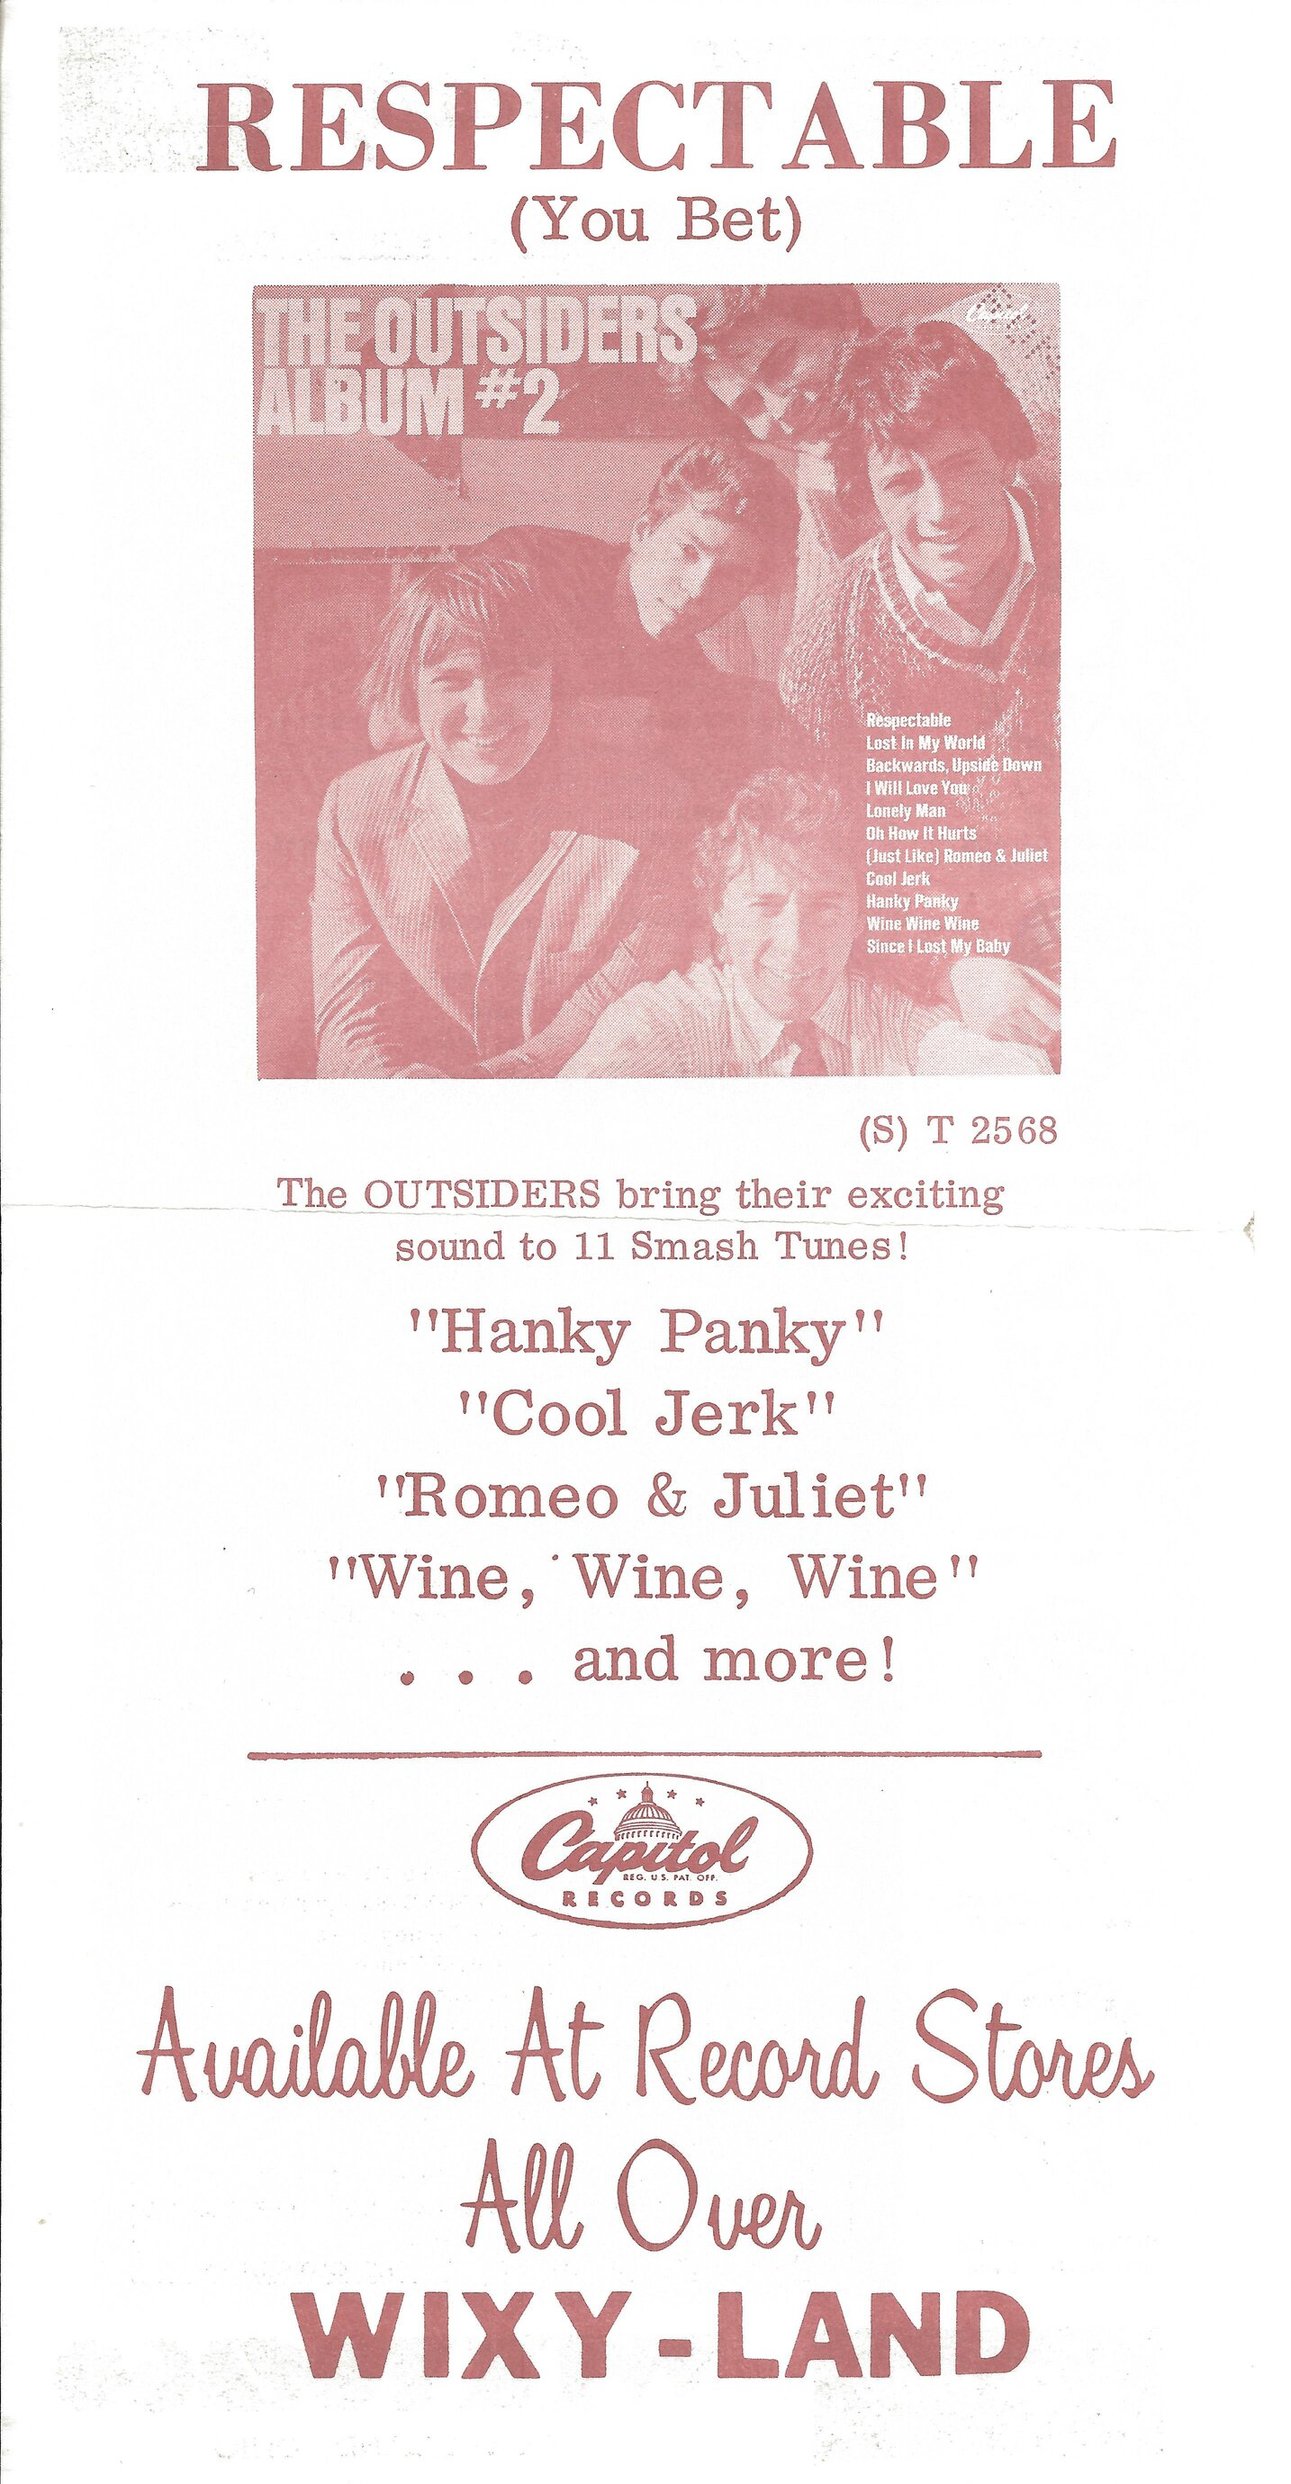 RESPECTABLE
(You Bet)
THE OUTSIDERS
ALBUM #2
Capitol
Respectable
Lost In My World
Backwards, Upside Down
I Will Love You
Lonely Man
Oh How It Hurts
(Just Like) Romeo & Juliet
Cool Jerk
Hanky Panky
Wine Wine Wine
Since I Lost My Baby
(S) T 2568
The OUTSIDERS bring their exciting
sound to 11 Smash Tunes!
"Hanky Panky"
"Cool Jerk"
"Romeo & Juliet"
"Wine, Wine, Wine"
. . . and more!
Capitol
REG. U.S. PAT. OFF.
RECORDS
Available At Record Stores
All Over
WIXY-LAND